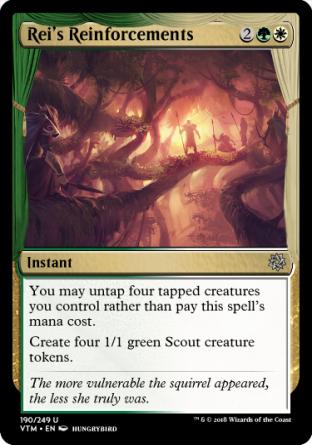 Rei's Reinforcements 2
Instant
You may untap four tapped creatures
you control rather than pay this spell's
mana cost.
Create four 1/1 green Scout creature
tokens.
The more vulnerable the squirrel appeared,
the less she truly was.
190/249 U
VTM • EN HUNGRYBIRD
™ & © 2018 Wizards of the Coast